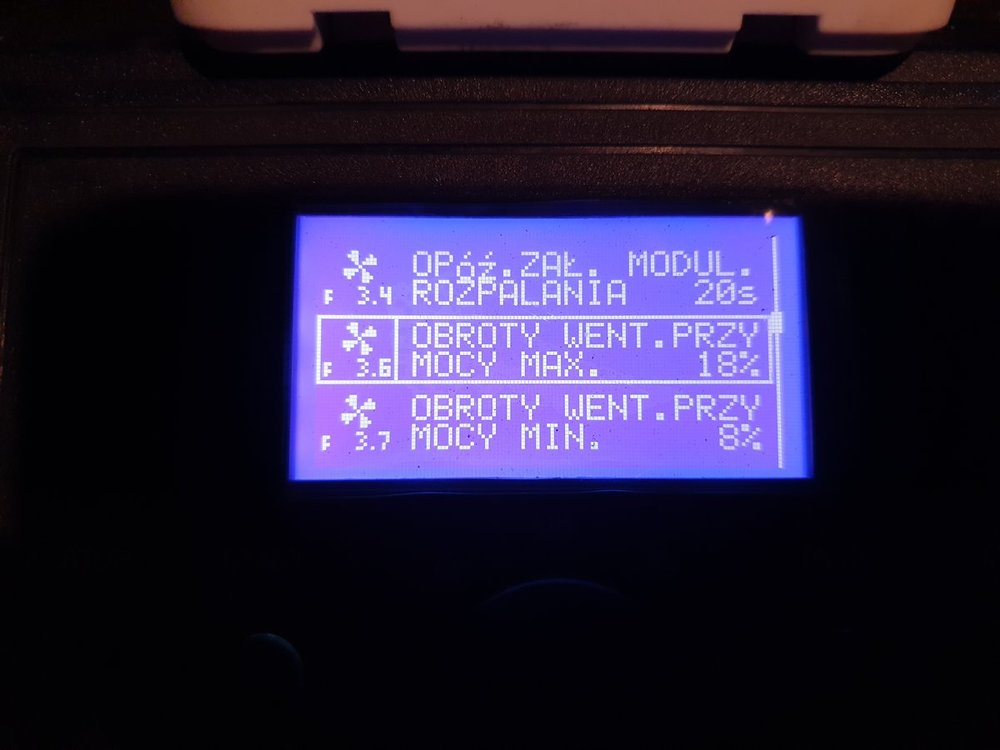 OPóź.ZAŁ. MODUL.
F 3.4 ROZPALANIA 20s
OBROTY WENT.PRZY
F 3.6 MOCY MAX. 18%
OBROTY WENT.PRZY
F 3.7 MOCY MIN. 8%